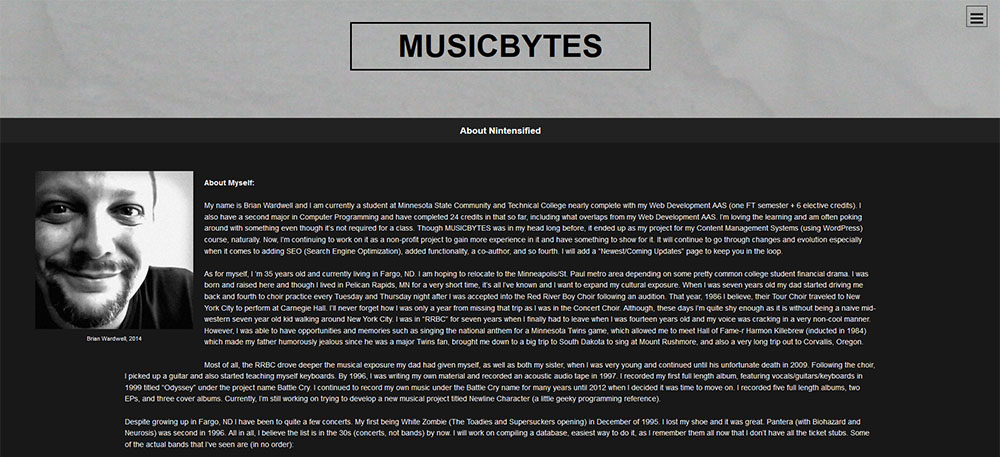 MUSICBYTES
About Nintensified
About Myself:
My name is Brian Wardwell and I am currently a student at Minnesota State Community and Technical College nearly complete with my Web Development AAS (one FT semester + 6 elective credits). I
also have a second major in Computer Programming and have completed 24 credits in that so far, including what overlaps from my Web Development AAS. I'm loving the learning and am often poking
around with something even though it's not required for a class. Though MUSICBYTES was in my head long before, it ended up as my project for my Content Management Systems (using WordPress)
course, naturally. Now, I'm continuing to work on it as a non-profit project to gain more experience in it and have something to show for it. It will continue to go through changes and evolution especially
when it comes to adding SEO (Search Engine Optimization), added functionality, a co-author, and so fourth. I will add a "Newest/Coming Updates" page to keep you in the loop.
As for myself, I 'm 35 years old and currently living in Fargo, ND. I am hoping to relocate to the Minneapolis/St. Paul metro area depending on some pretty common college student financial drama. I was
born and raised here and though I lived in Pelican Rapids, MN for a very short time, it's all I've known and I want to expand my cultural exposure. When I was seven years old my dad started driving me
back and fourth to choir practice every Tuesday and Thursday night after I was accepted into the Red River Boy Choir following an audition. That year, 1986 I believe, their Tour Choir traveled to New
York City to perform at Carnegie Hall. I'll never forget how I was only a year from missing that trip as I was in the Concert Choir. Although, these days I'm quite shy enough as it is without being a naive mid-
western seven year old kid walking around New York City. I was in "RRBC" for seven years when I finally had to leave when I was fourteen years old and my voice was cracking in a very non-cool manner.
However, I was able to have opportunities and memories such as singing the national anthem for a Minnesota Twins game, which allowed me to meet Hall of Fame-r Harmon Killebrew (inducted in 1984)
which made my father humorously jealous since he was a major Twins fan, brought me down to a big trip to South Dakota to sing at Mount Rushmore, and also a very long trip out to Corvallis, Oregon.
Brian Wardwell, 2014
Most of all, the RRBC drove deeper the musical exposure my dad had given myself, as well as both my sister, when I was very young and continued until his unfortunate death in 2009. Following the choir,
I picked up a guitar and also started teaching myself keyboards. By 1996, I was writing my own material and recorded an acoustic audio tape in 1997. I recorded my first full length album, featuring vocals/guitars/keyboards in
1999 titled "Odyssey" under the project name Battle Cry. I continued to record my own music under the Battle Cry name for many years until 2012 when I decided it was time to move on. I recorded five full length albums, two
EPs, and three cover albums. Currently, I'm still working on trying to develop a new musical project titled Newline Character (a little geeky programming reference).
Despite growing up in Fargo, ND I have been to quite a few concerts. My first being White Zombie (The Toadies and Supersuckers opening) in December of 1995. I lost my shoe and it was great. Pantera (with Biohazard and
Neurosis) was second in 1996. All in all, I believe the list is in the 30s (concerts, not bands) by now. I will work on compiling a database, easiest way to do it, as I remember them all now that I don't have all the ticket stubs. Some
of the actual bands that I've seen are (in no order):